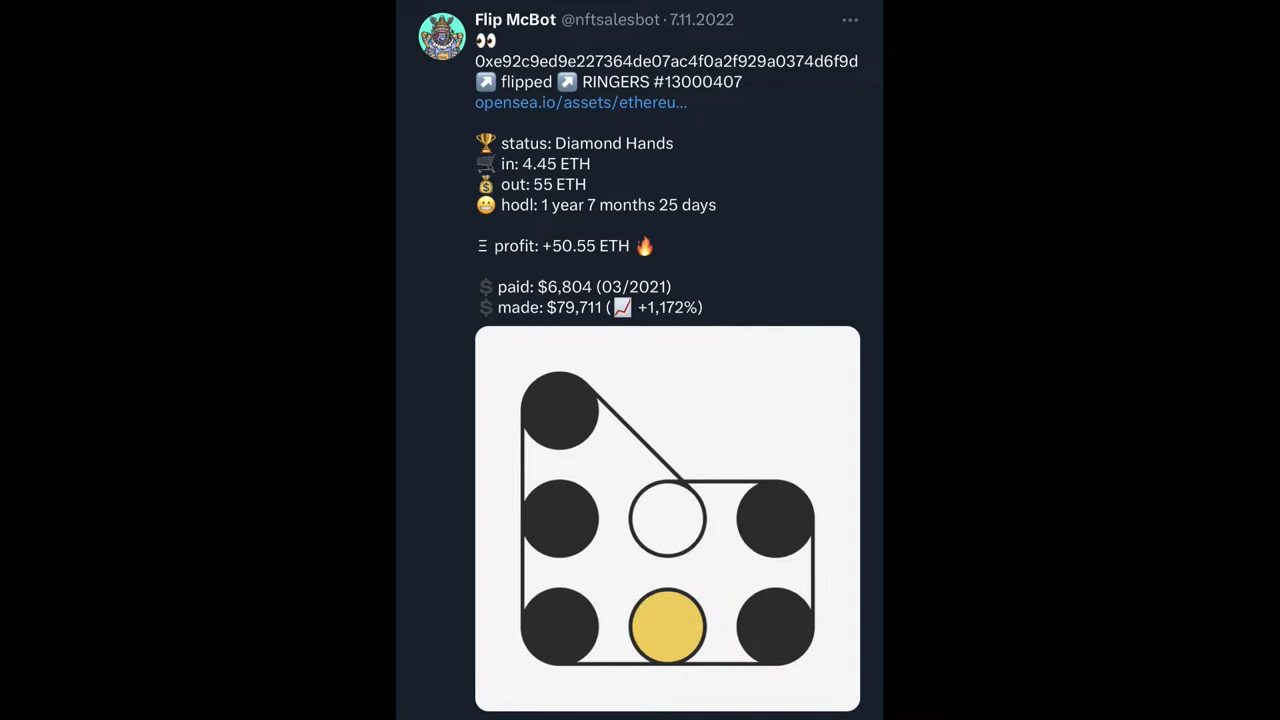 Flip McBot @nftsalesbot · 7.11.2022 ···
👀
0xe92c9ed9e227364de07ac4f0a2f929a0374d6f9d
↗️ flipped ↗️ RINGERS #13000407
opensea.io/assets/ethereu...
🏆 status: Diamond Hands
🛒 in: 4.45 ETH
💰 out: 55 ETH
😬 hodl: 1 year 7 months 25 days
Ξ profit: +50.55 ETH 🔥
💲 paid: $6,804 (03/2021)
💲 made: $79,711 (📈 +1,172%)